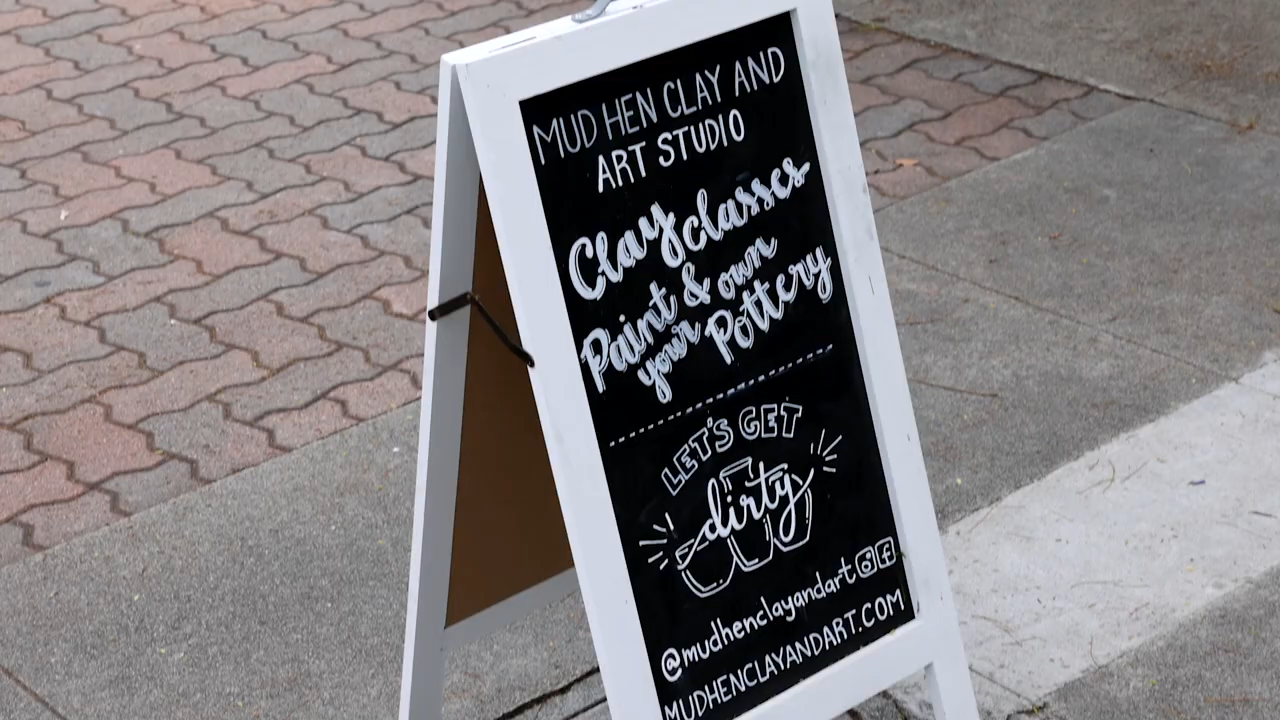 MUD HEN CLAY AND
ART STUDIO
Clay classes
Paint & own
your Pottery
LET'S GET
dirty
@mudhenclayandart
MUDHENCLAYANDART.COM